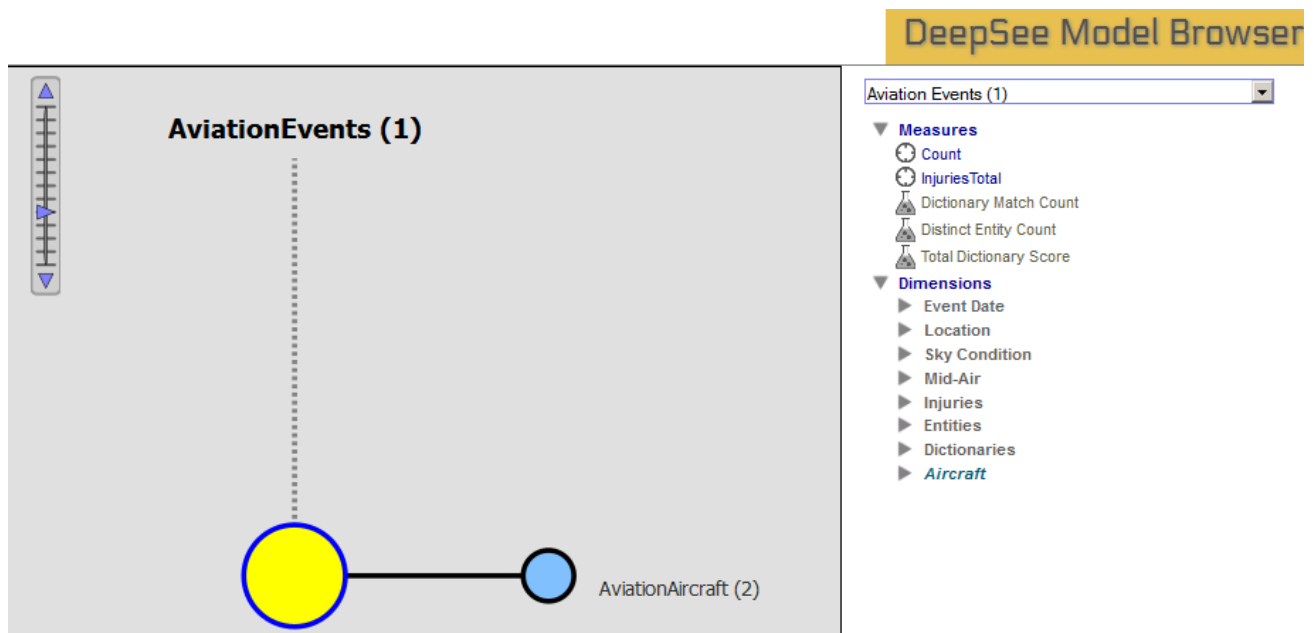 DeepSee Model Browser
AviationEvents (1)
AviationAircraft (2)
Aviation Events (1)
Measures
Count
InjuriesTotal
Dictionary Match Count
Distinct Entity Count
Total Dictionary Score
Dimensions
Event Date
Location
Sky Condition
Mid-Air
Injuries
Entities
Dictionaries
Aircraft